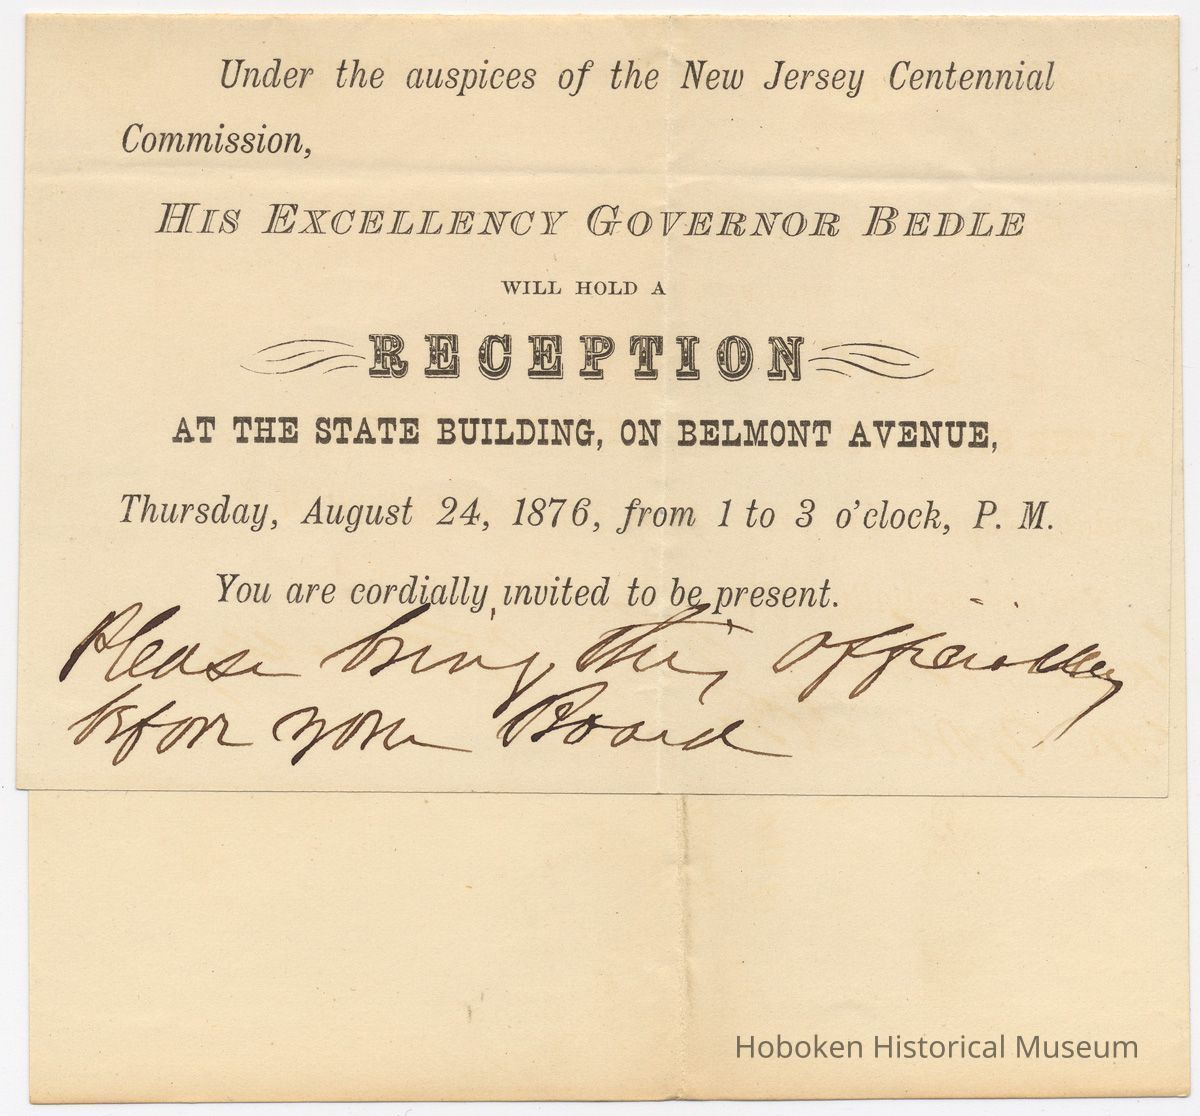 Under the auspices of the New Jersey Centennial
Commission,
HIS EXCELLENCY GOVERNOR BEDLE
WILL HOLD A
RECEPTION
AT THE STATE BUILDING, ON BELMONT AVENUE,
Thursday, August 24, 1876, from 1 to 3 o'clock, P. M.
You are cordially invited to be present.
Please bring this officially
before your Board
Hoboken Historical Museum